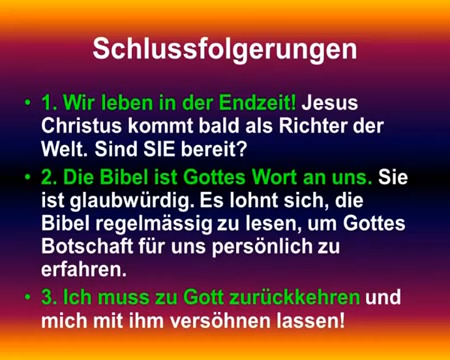 Schlussfolgerungen
• 1. Wir leben in der Endzeit! Jesus
Christus kommt bald als Richter der
Welt. Sind SIE bereit?
• 2. Die Bibel ist Gottes Wort an uns. Sie
ist glaubwürdig. Es lohnt sich, die
Bibel regelmässig zu lesen, um Gottes
Botschaft für uns persönlich zu
erfahren.
• 3. Ich muss zu Gott zurückkehren und
mich mit ihm versöhnen lassen!